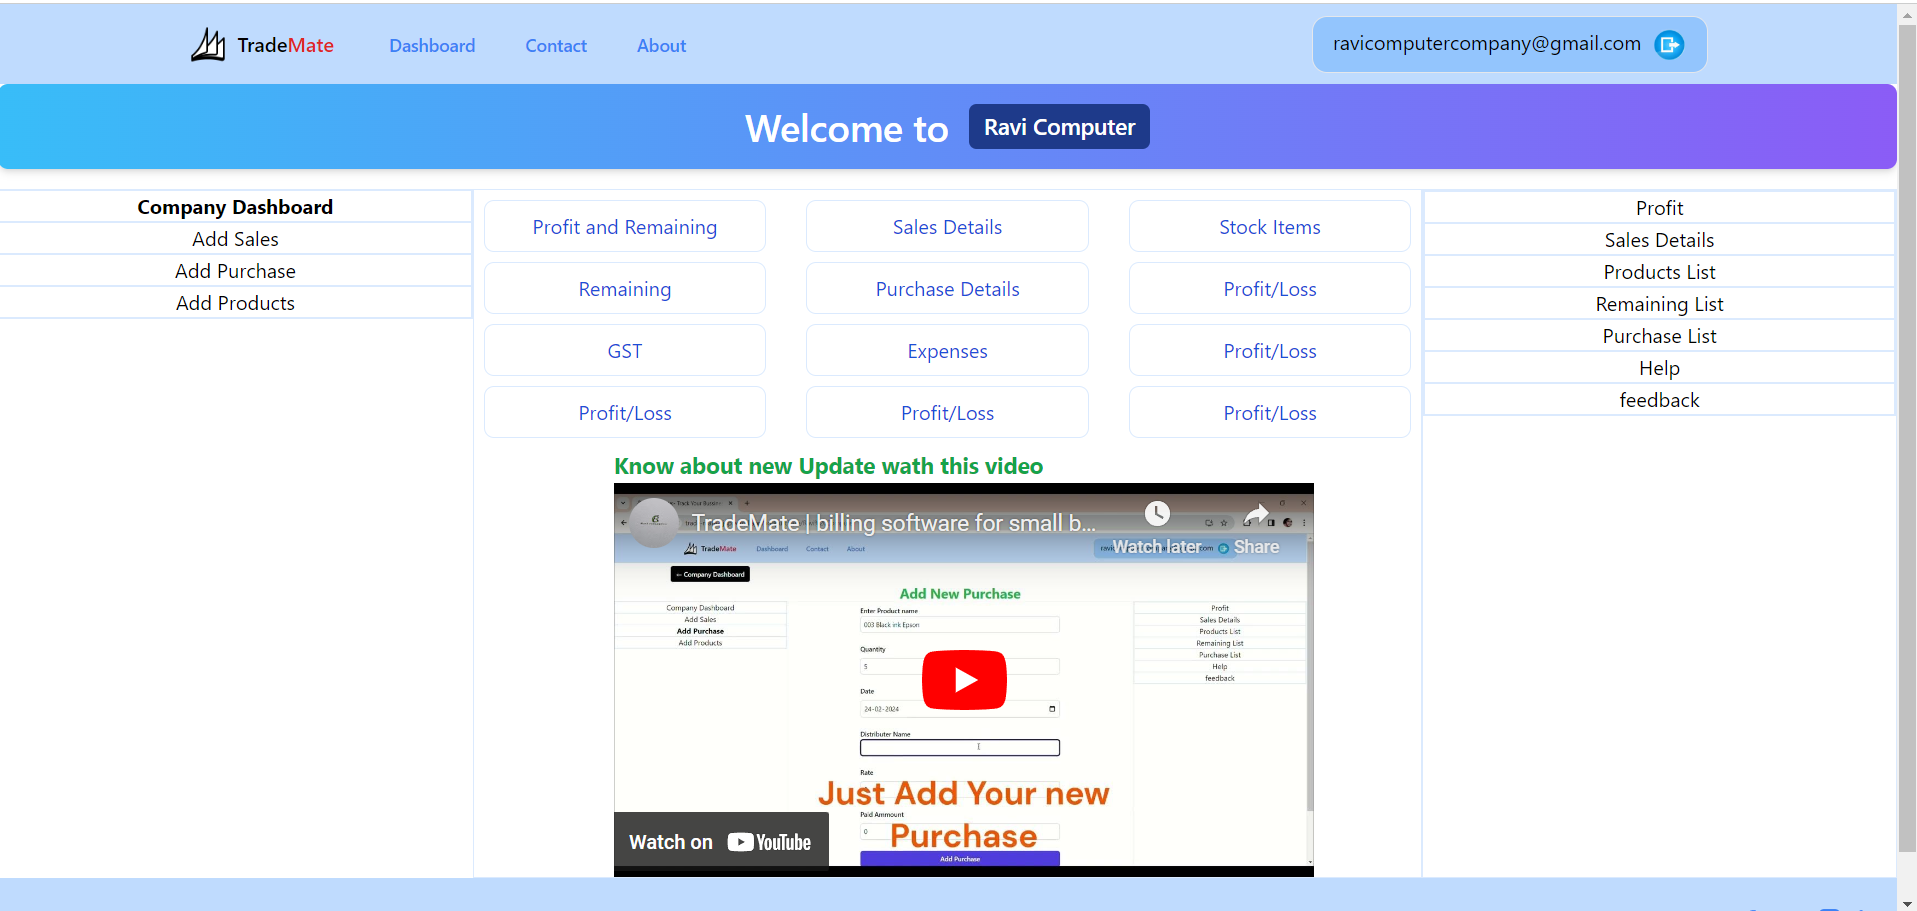 TradeMate
Dashboard
Contact
About
ravicomputercompany@gmail.com
Welcome to
Ravi Computer
Company Dashboard
Add Sales
Add Purchase
Add Products
Profit and Remaining
Sales Details
Stock Items
Remaining
Purchase Details
Profit/Loss
GST
Expenses
Profit/Loss
Profit/Loss
Profit/Loss
Profit/Loss
Profit
Sales Details
Products List
Remaining List
Purchase List
Help
feedback
Know about new Update wath this video
TradeMate | billing software for small b...
Watch later
Share
TradeMate
Dashboard
Contact
About
← Company Dashboard
Add New Purchase
Company Dashboard
Add Sales
Add Purchase
Add Products
Enter Product name
003 Black ink Epson
Quantity
5
Date
24-02-2024
Distributer Name
Rate
Paid Ammount
0
Add Purchase
Profit
Sales Details
Products List
Remaining List
Purchase List
Help
feedback
Just Add Your new
Purchase
Watch on YouTube